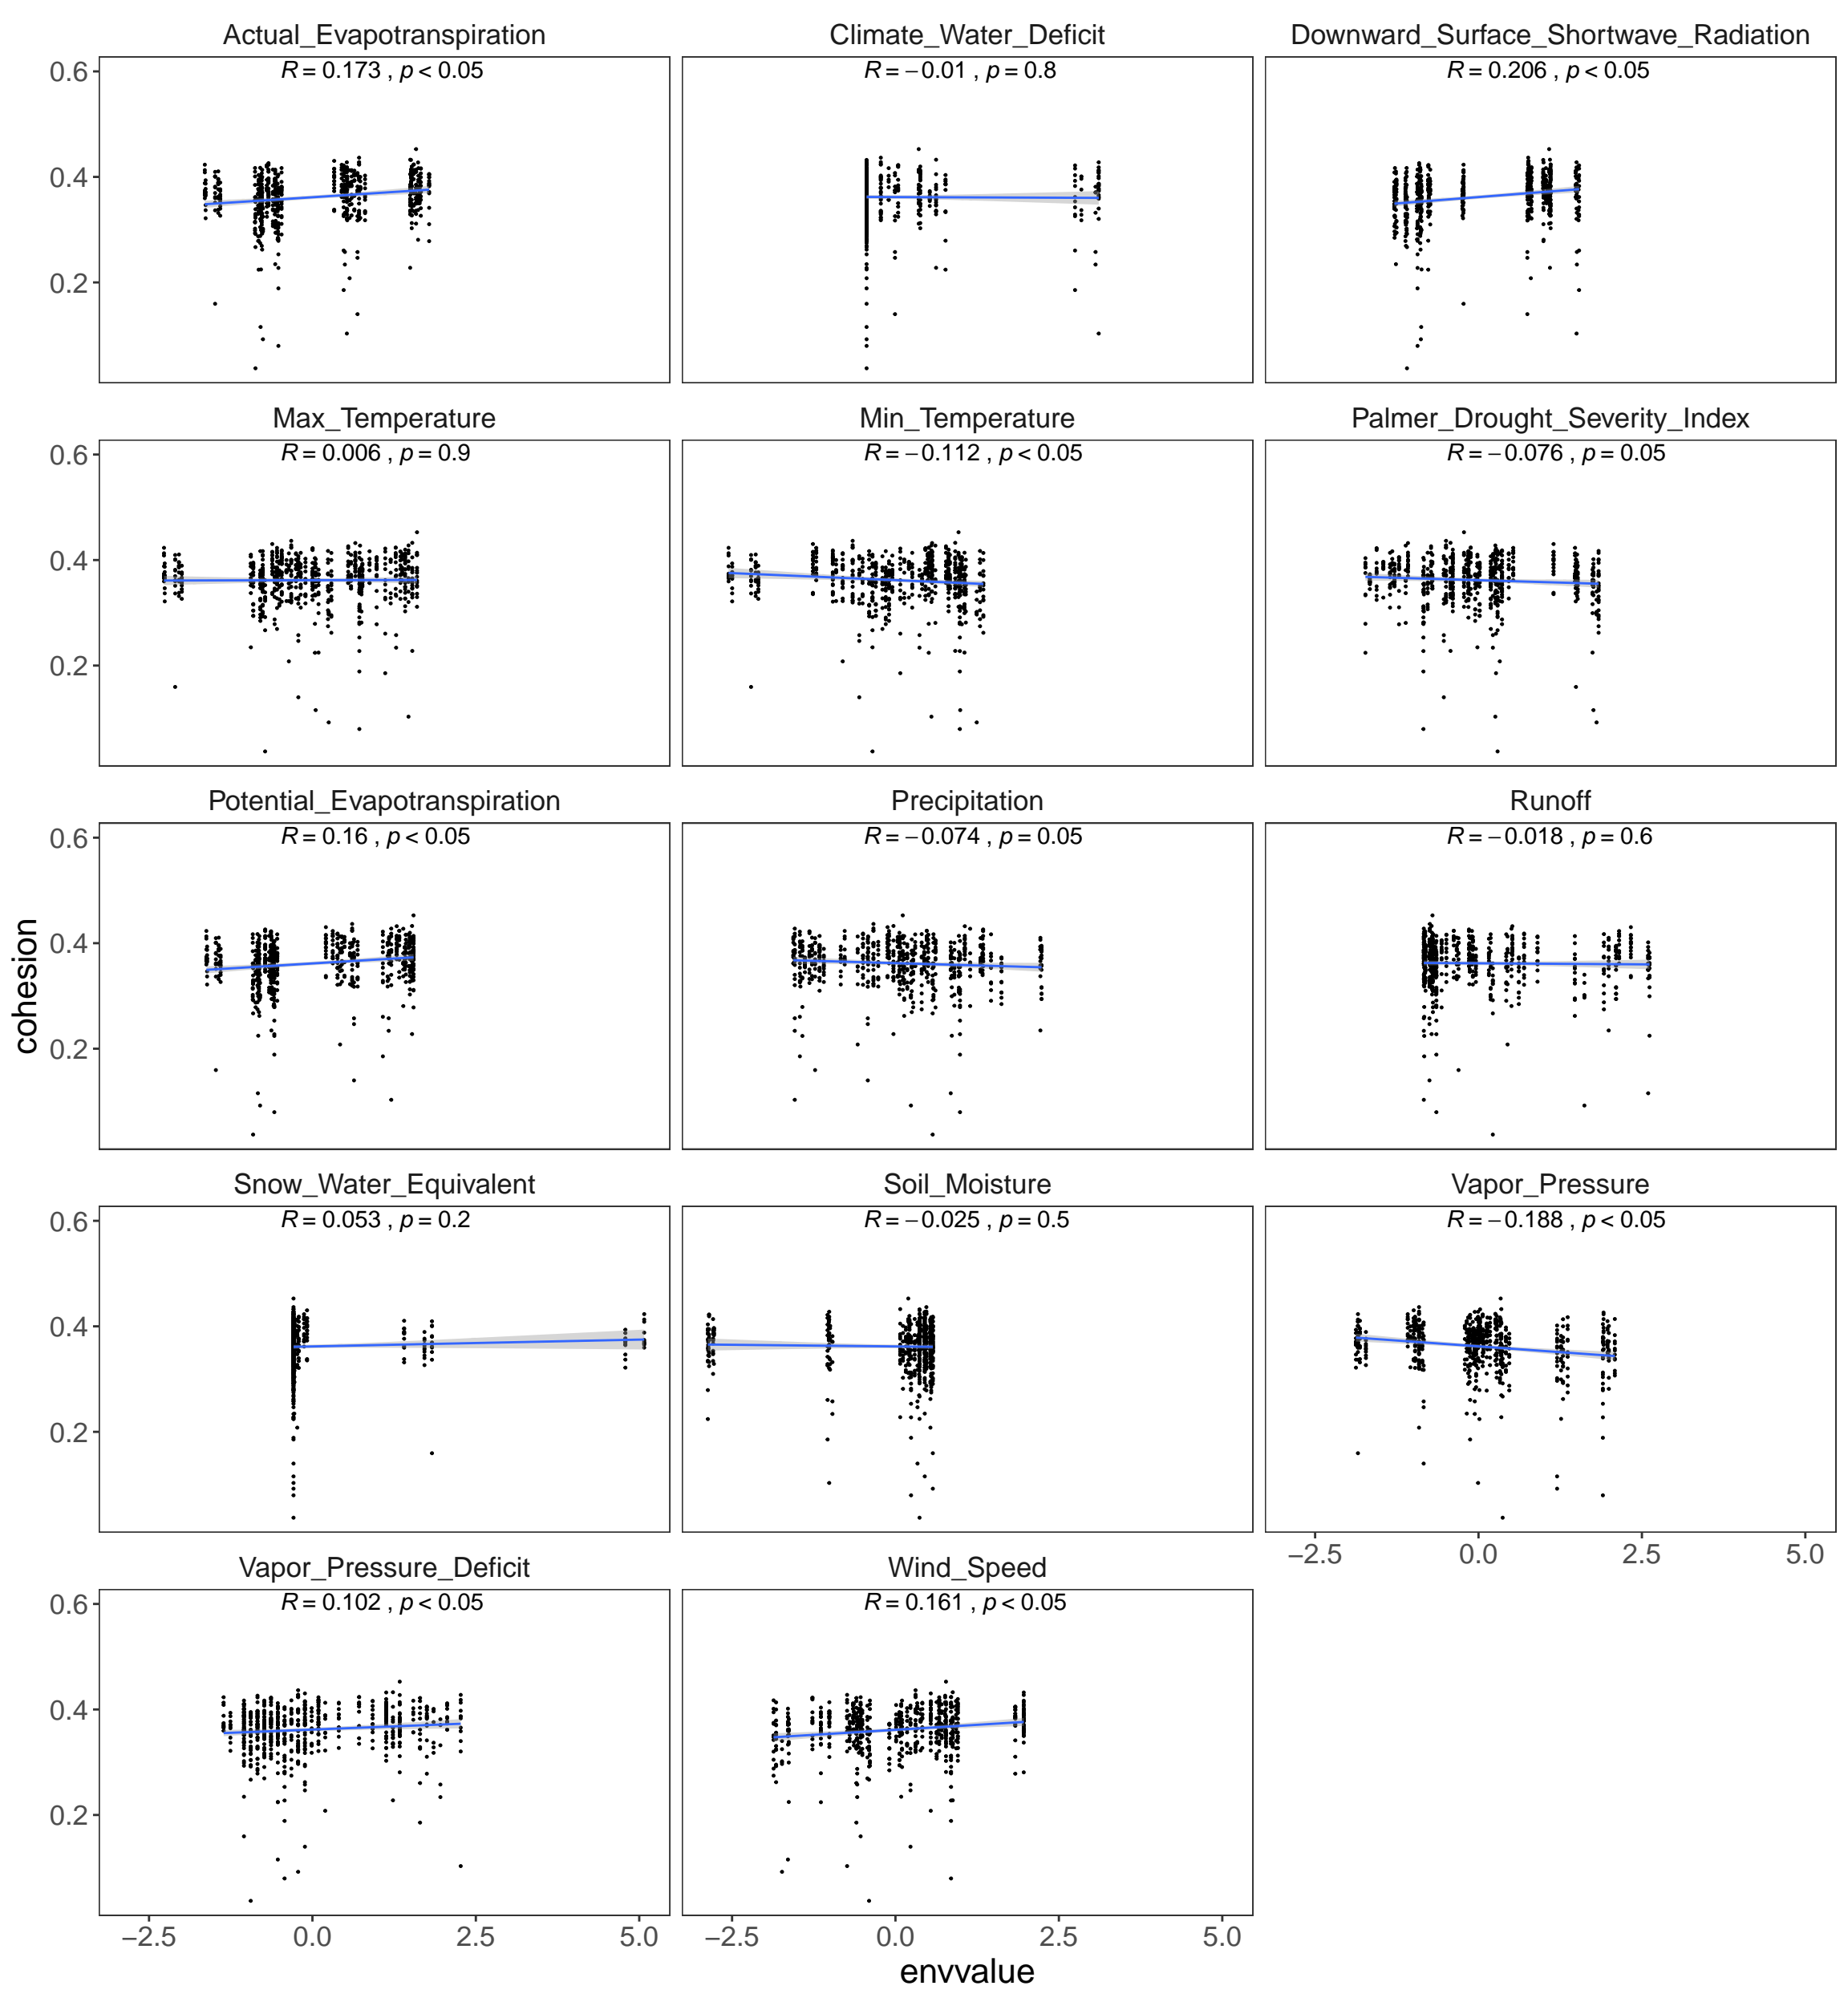 Actual_Evapotranspiration Climate_Water_Deficit Downward_Surface_Shortwave_Radiation
R = 0.173 , p < 0.05 R = −0.01 , p = 0.8 R = 0.206 , p < 0.05
0.6
0.4
0.2
Max_Temperature Min_Temperature Palmer_Drought_Severity_Index
R = 0.006 , p = 0.9 R = −0.112 , p < 0.05 R = −0.076 , p = 0.05
0.6
0.4
0.2
Potential_Evapotranspiration Precipitation Runoff
R = 0.16 , p < 0.05 R = −0.074 , p = 0.05 R = −0.018 , p = 0.6
0.6
0.4
0.2
cohesion
Snow_Water_Equivalent Soil_Moisture Vapor_Pressure
R = 0.053 , p = 0.2 R = −0.025 , p = 0.5 R = −0.188 , p < 0.05
0.6
0.4
0.2
−2.5 0.0 2.5 5.0
Vapor_Pressure_Deficit Wind_Speed
R = 0.102 , p < 0.05 R = 0.161 , p < 0.05
0.6
0.4
0.2
−2.5 0.0 2.5 5.0 −2.5 0.0 2.5 5.0
envvalue